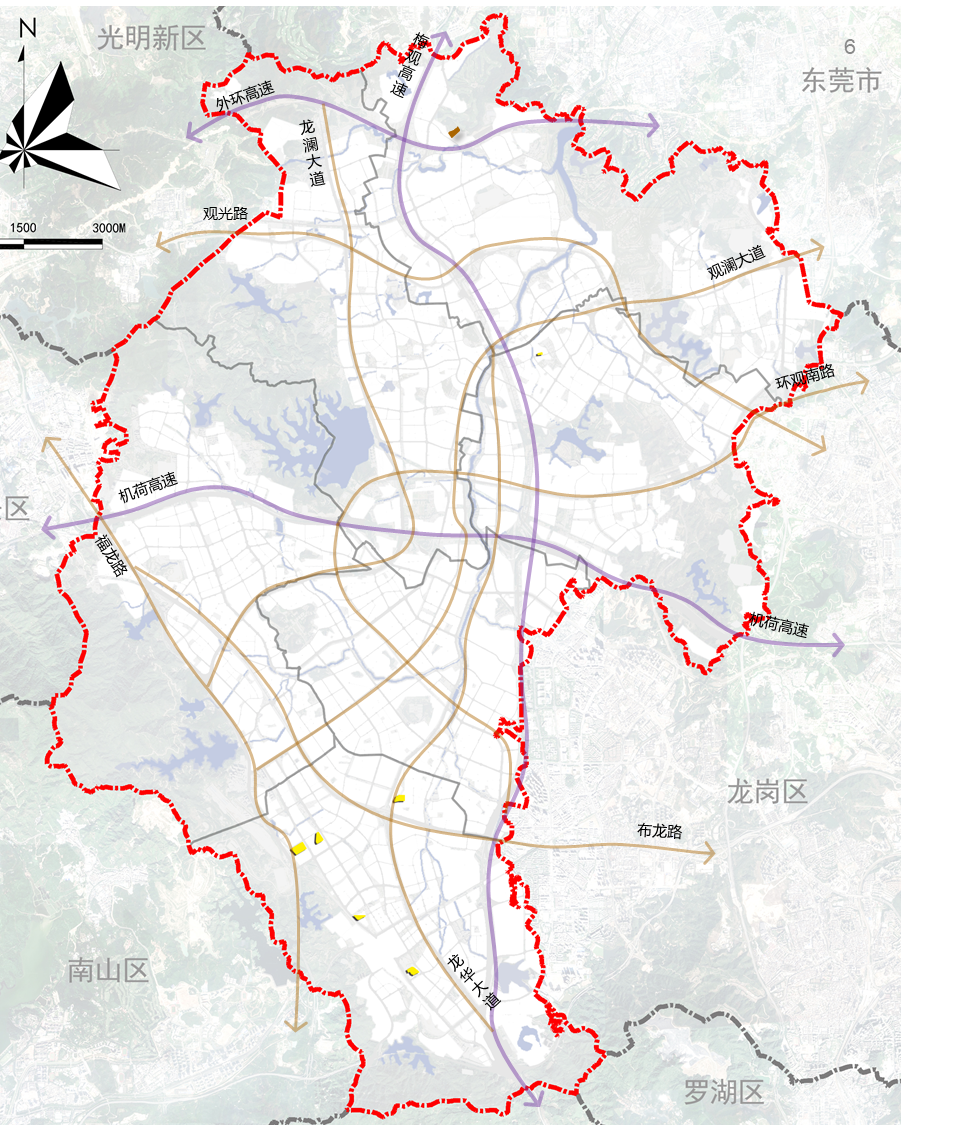 N
光明新区
6
东莞市
梅观高速
外环高速
龙澜大道
1500
3000M
观光路
观澜大道
环观南路
机荷高速
区
福龙路
机荷高速
龙岗区
布龙路
南山区
龙华大道
罗湖区